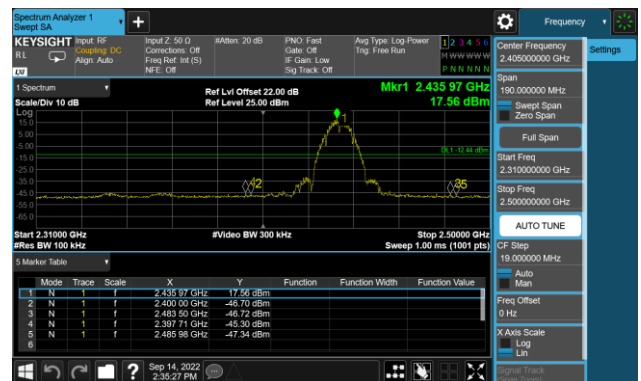 Spectrum Analyzer 1
Swept SA
Frequency
KEYSIGHT
RL
LXI
Input: RF
Coupling: DC
Align: Auto
Input Z: 50 Ω
Corrections: Off
Freq Ref: Int (S)
NFE: Off
#Atten: 20 dB
PNO: Fast
Gate: Off
IF Gain: Low
Sig Track: Off
Avg Type: Log-Power
Trig: Free Run
1 2 3 4 5 6
M W W W W W
P N N N N N
Center Frequency
2.405000000 GHz
Settings
Span
190.000000 MHz
Swept Span
Zero Span
Full Span
Start Freq
2.310000000 GHz
Stop Freq
2.500000000 GHz
AUTO TUNE
CF Step
19.000000 MHz
Auto
Man
Freq Offset
0 Hz
X Axis Scale
Log
Lin
Signal Track
1 Spectrum
Scale/Div 10 dB
Ref Lvl Offset 22.00 dB
Ref Level 25.00 dBm
Mkr1 2.435 97 GHz
17.56 dBm
Log
15.0
5.00
-5.00
-15.0
-25.0
-35.0
-45.0
-55.0
-65.0
1
DL1 -12.44 dBm
Start 2.31000 GHz
#Res BW 100 kHz
#Video BW 300 kHz
Stop 2.50000 GHz
Sweep 1.00 ms (1001 pts)
5 Marker Table
Mode Trace Scale X Y Function Function Width Function Value
1 N 1 f 2.435 97 GHz 17.56 dBm
2 N 1 f 2.400 00 GHz -46.70 dBm
3 N 1 f 2.483 50 GHz -46.72 dBm
4 N 1 f 2.397 71 GHz -45.30 dBm
5 N 1 f 2.485 98 GHz -47.34 dBm
6
Sep 14, 2022
2:35:27 PM